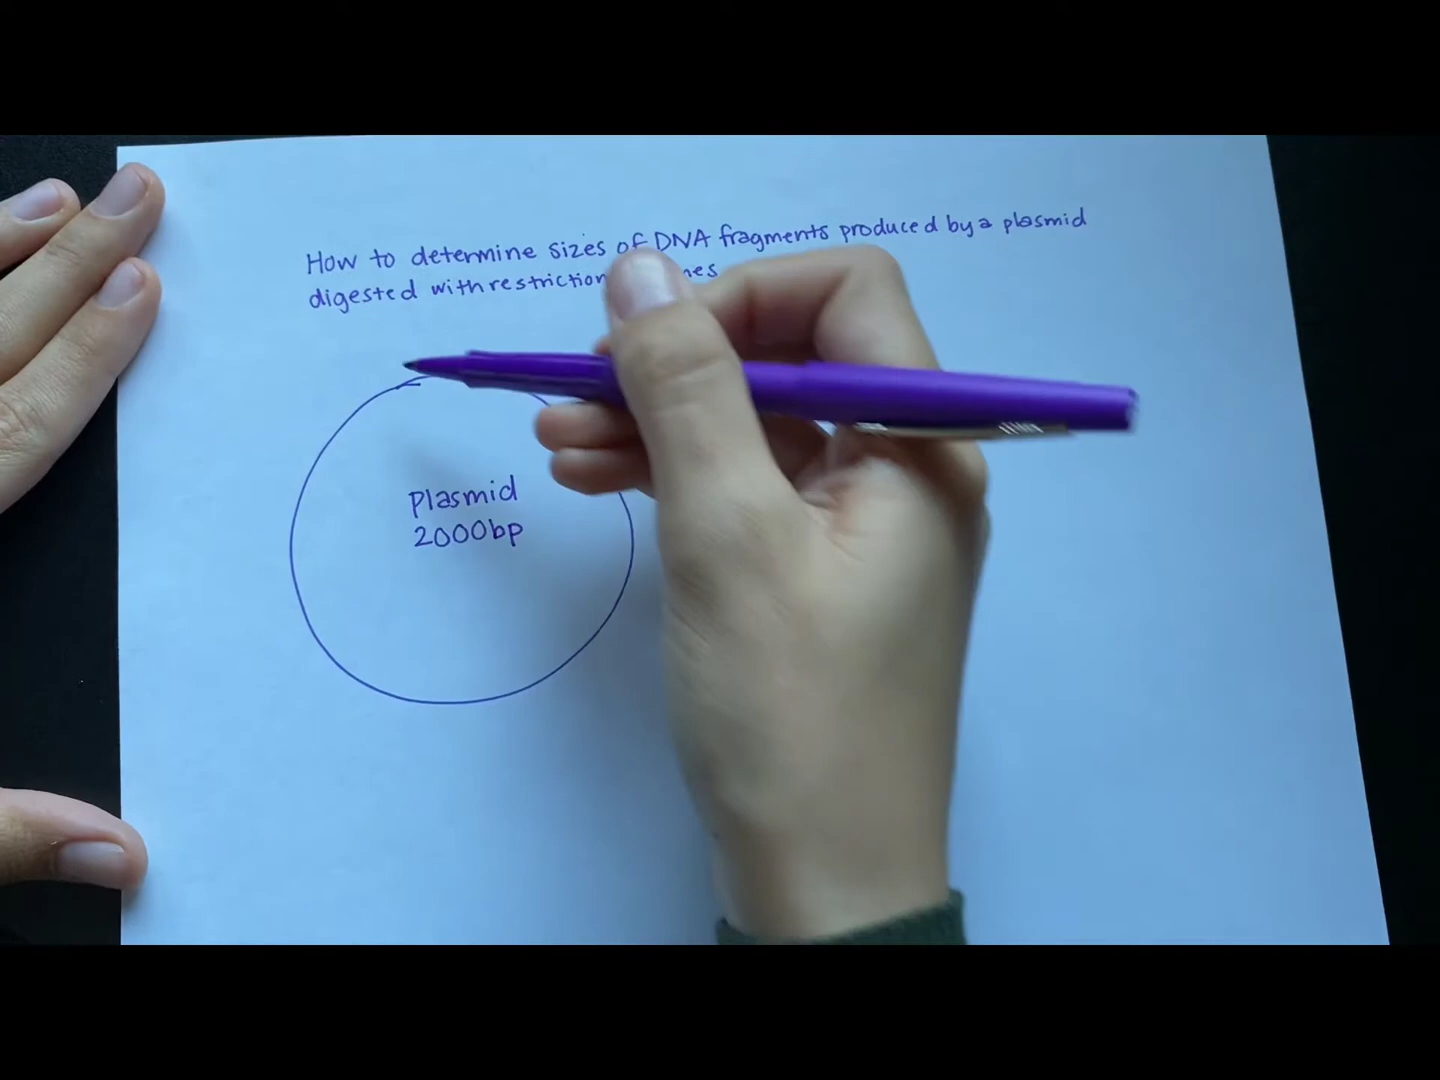 How to determine sizes of DNA fragments produced by a plasmid
digested with restriction
Plasmid
2000bp